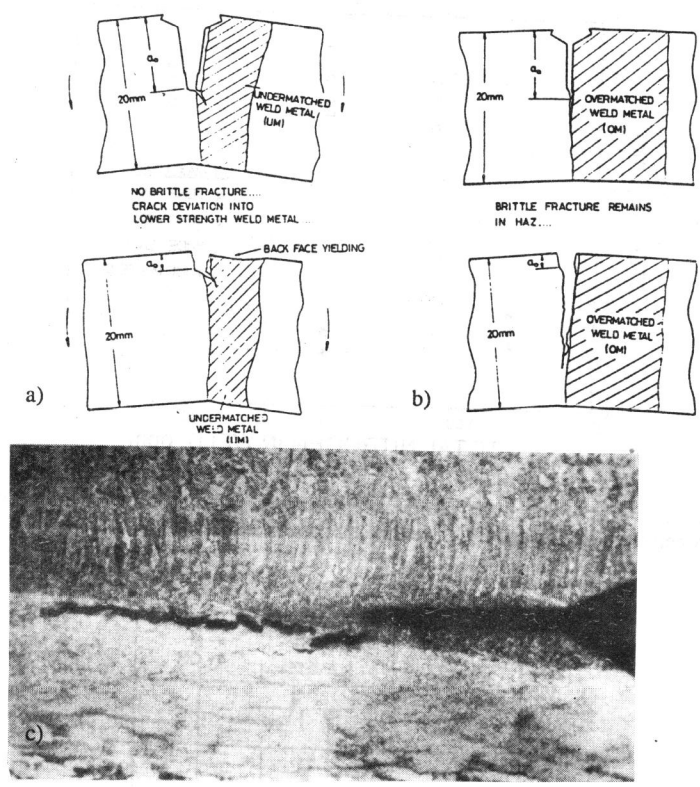 a₀
20mm
UNDERMATCHED
WELD METAL
(UM)
NO BRITTLE FRACTURE....
CRACK DEVIATION INTO
LOWER STRENGTH WELD METAL ...
a₀
20mm
BACK FACE YIELDING
a)
UNDERMATCHED
WELD METAL
(UM)
a₀
20mm
OVERMATCHED
WELD METAL
(OM)
BRITTLE FRACTURE REMAINS
IN HAZ....
a₀
20mm
OVERMATCHED
WELD METAL
(OM)
b)
c)